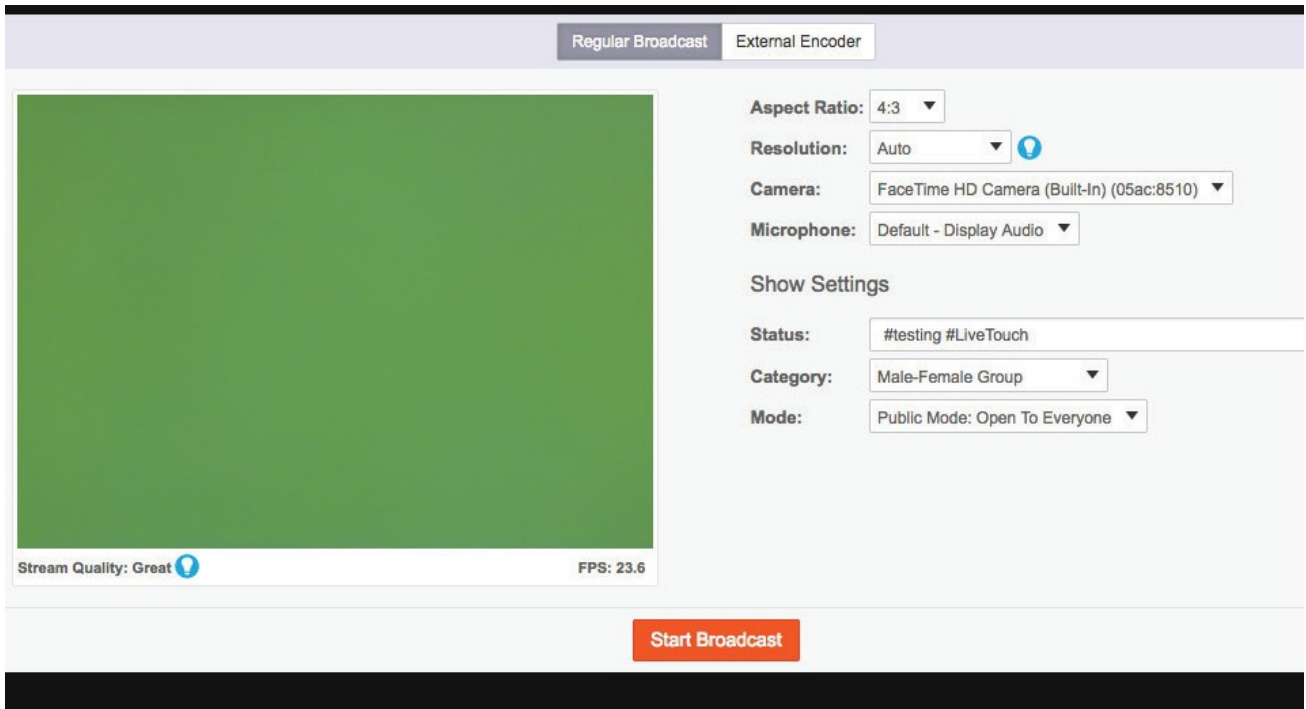 Regular Broadcast External Encoder
Aspect Ratio: 4:3
Resolution: Auto
Camera: FaceTime HD Camera (Built-In) (05ac:8510)
Microphone: Default - Display Audio
Show Settings
Status: #testing #LiveTouch
Category: Male-Female Group
Mode: Public Mode: Open To Everyone
Stream Quality: Great FPS: 23.6
Start Broadcast